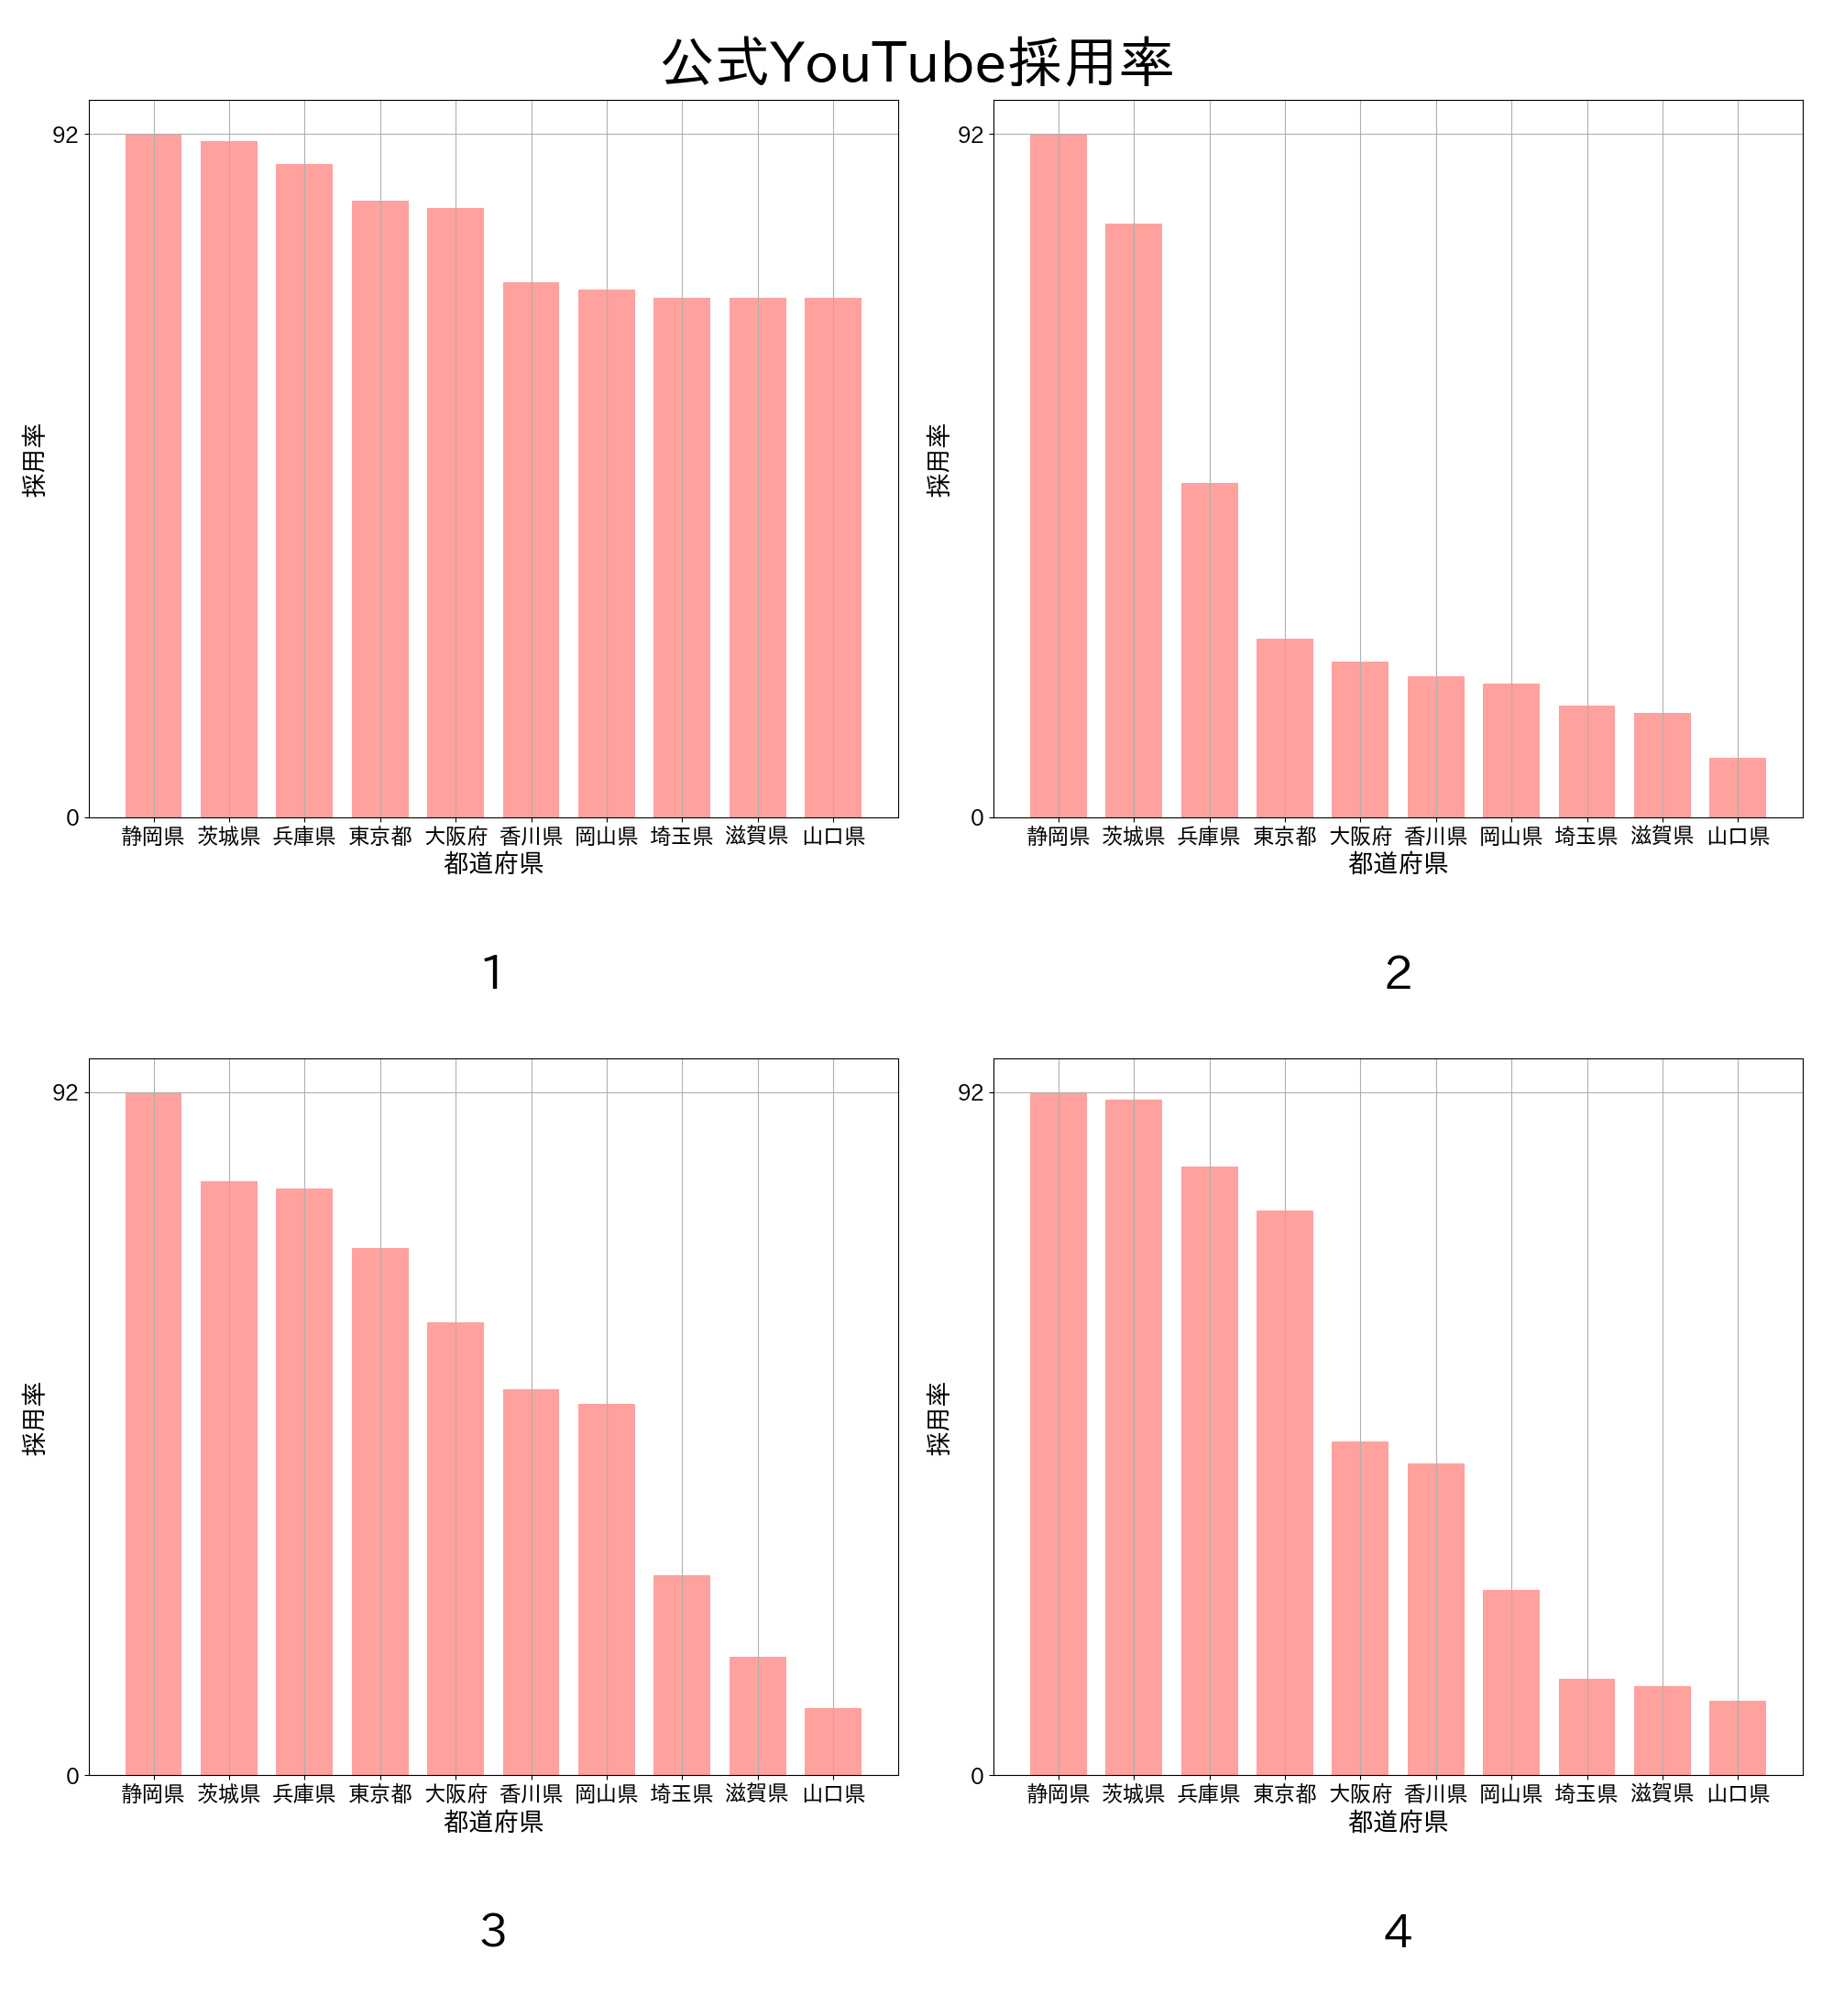 公式YouTube採用率
92
採用率
0
静岡県 茨城県 兵庫県 東京都 大阪府 香川県 岡山県 埼玉県 滋賀県 山口県
都道府県
1
92
採用率
0
静岡県 茨城県 兵庫県 東京都 大阪府 香川県 岡山県 埼玉県 滋賀県 山口県
都道府県
2
92
採用率
0
静岡県 茨城県 兵庫県 東京都 大阪府 香川県 岡山県 埼玉県 滋賀県 山口県
都道府県
3
92
採用率
0
静岡県 茨城県 兵庫県 東京都 大阪府 香川県 岡山県 埼玉県 滋賀県 山口県
都道府県
4